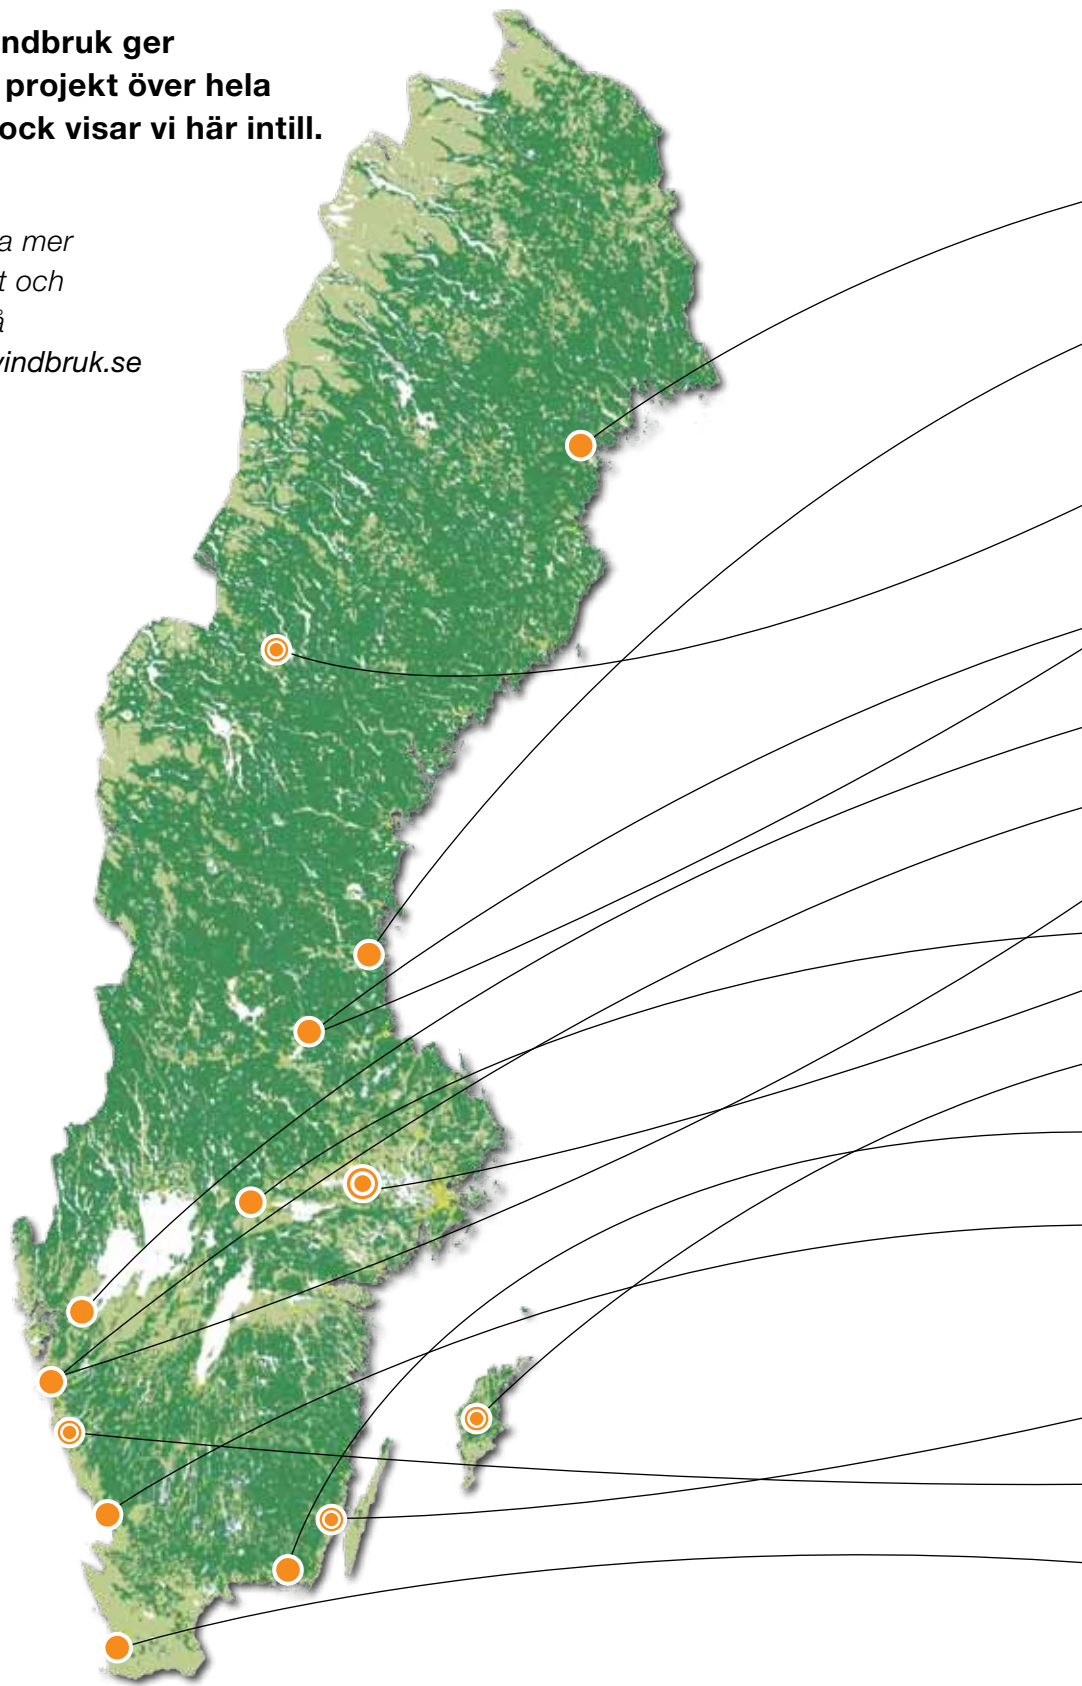 ndbruk ger
projekt över hela
ock visar vi här intill.
a mer
t och
å
vindbruk.se